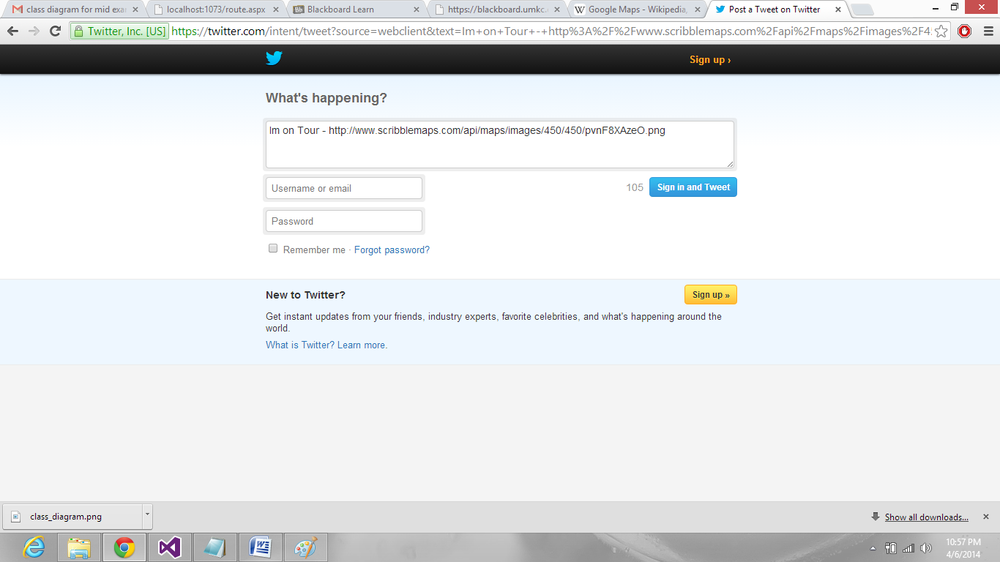 class diagram for mid exa
localhost:1073/route.aspx
Bb Blackboard Learn
https://blackboard.umkc.
W Google Maps - Wikipedia,
Post a Tweet on Twitter
Twitter, Inc. [US] https://twitter.com/intent/tweet?source=webclient&text=Im+on+Tour+-+http%3A%2F%2Fwww.scribblemaps.com%2Fapi%2Fmaps%2Fimages%2F4
Sign up ›
What's happening?
Im on Tour - http://www.scribblemaps.com/api/maps/images/450/450/pvnF8XAzeO.png
Username or email
105 Sign in and Tweet
Password
Remember me · Forgot password?
New to Twitter?
Sign up »
Get instant updates from your friends, industry experts, favorite celebrities, and what's happening around the
world.
What is Twitter? Learn more.
class_diagram.png
Show all downloads...
10:57 PM
4/6/2014